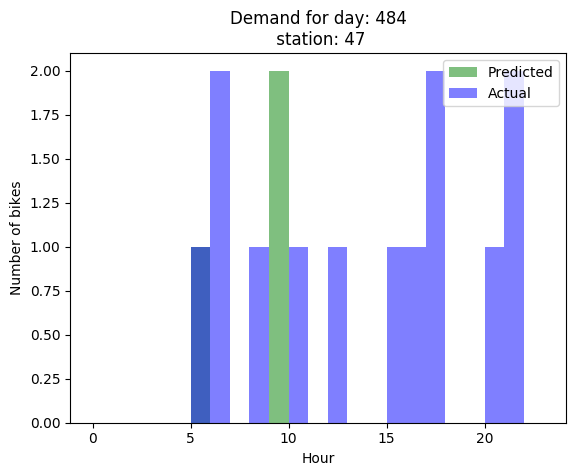 Demand for day: 484
station: 47
Predicted
Actual
2.00
1.75
1.50
1.25
1.00
0.75
0.50
0.25
0.00
Number of bikes
0 5 10 15 20
Hour